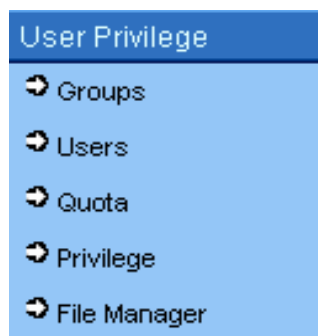 User Privilege
Groups
Users
Quota
Privilege
File Manager